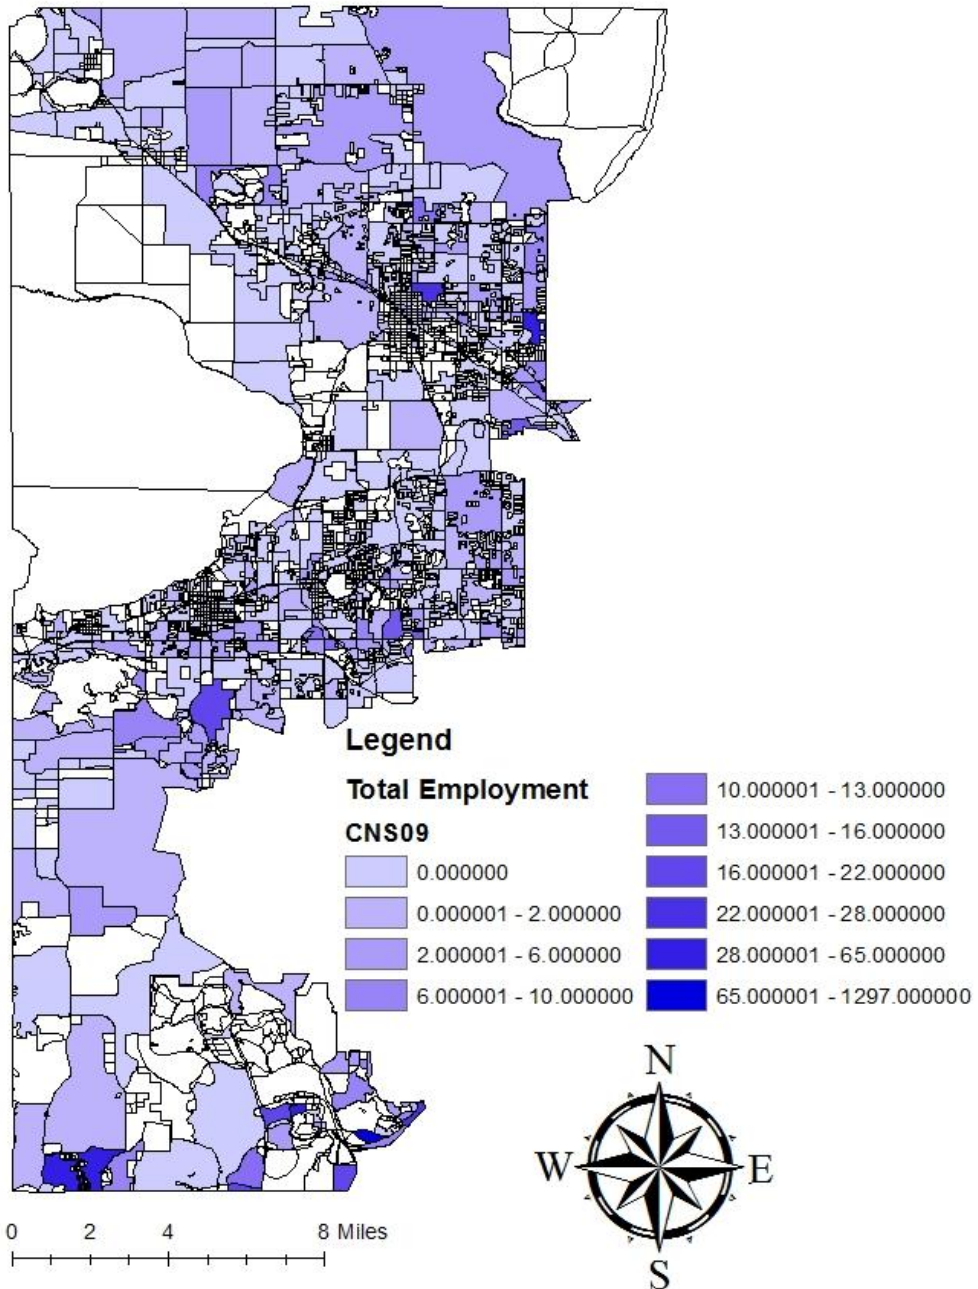 Legend
Total Employment
CNS09
0.000000
0.000001 - 2.000000
2.000001 - 6.000000
6.000001 - 10.000000
10.000001 - 13.000000
13.000001 - 16.000000
16.000001 - 22.000000
22.000001 - 28.000000
28.000001 - 65.000000
65.000001 - 1297.000000
N
W E
S
0 2 4 8 Miles